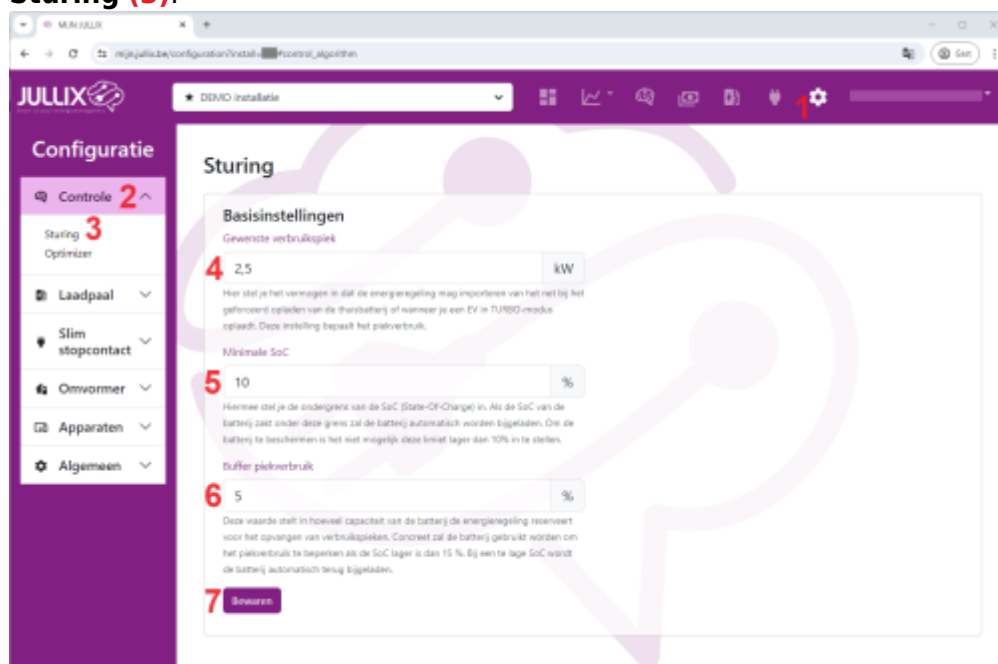 Sturing (3).
MIJN JULLIX
mijn.jullix.be/configuration?install= #control_algorithm
Gast
JULLIX
★ DEMO installatie
1
Configuratie
Controle 2
Sturing 3
Optimizer
Laadpaal
Slim
stopcontact
Omvormer
Apparaten
Algemeen
Sturing
Basisinstellingen
Gewenste verbruikspiek
4 2,5 kW
Hier stel je het vermogen in dat de energieregeling mag importeren van het net bij het
geforceerd opladen van de thuisbatterij of wanneer je een EV in TURBO-modus
oplaadt. Deze instelling bepaalt het piekverbruik.
Minimale SoC
5 10 %
Hiermee stel je de ondergrens van de SoC (State-Of-Charge) in. Als de SoC van de
batterij zakt onder deze grens zal de batterij automatisch worden bijgeladen. Om de
batterij te beschermen is het niet mogelijk deze limiet lager dan 10% in te stellen.
Buffer piekverbruik
6 5 %
Deze waarde stelt in hoeveel capaciteit van de batterij de energieregeling reserveert
voor het opvangen van verbruikspieken. Concreet zal de batterij gebruikt worden om
het piekverbruik te beperken als de SoC lager is dan 15 %. Bij een te lage SoC wordt
de batterij automatisch terug bijgeladen.
7 Bewaren